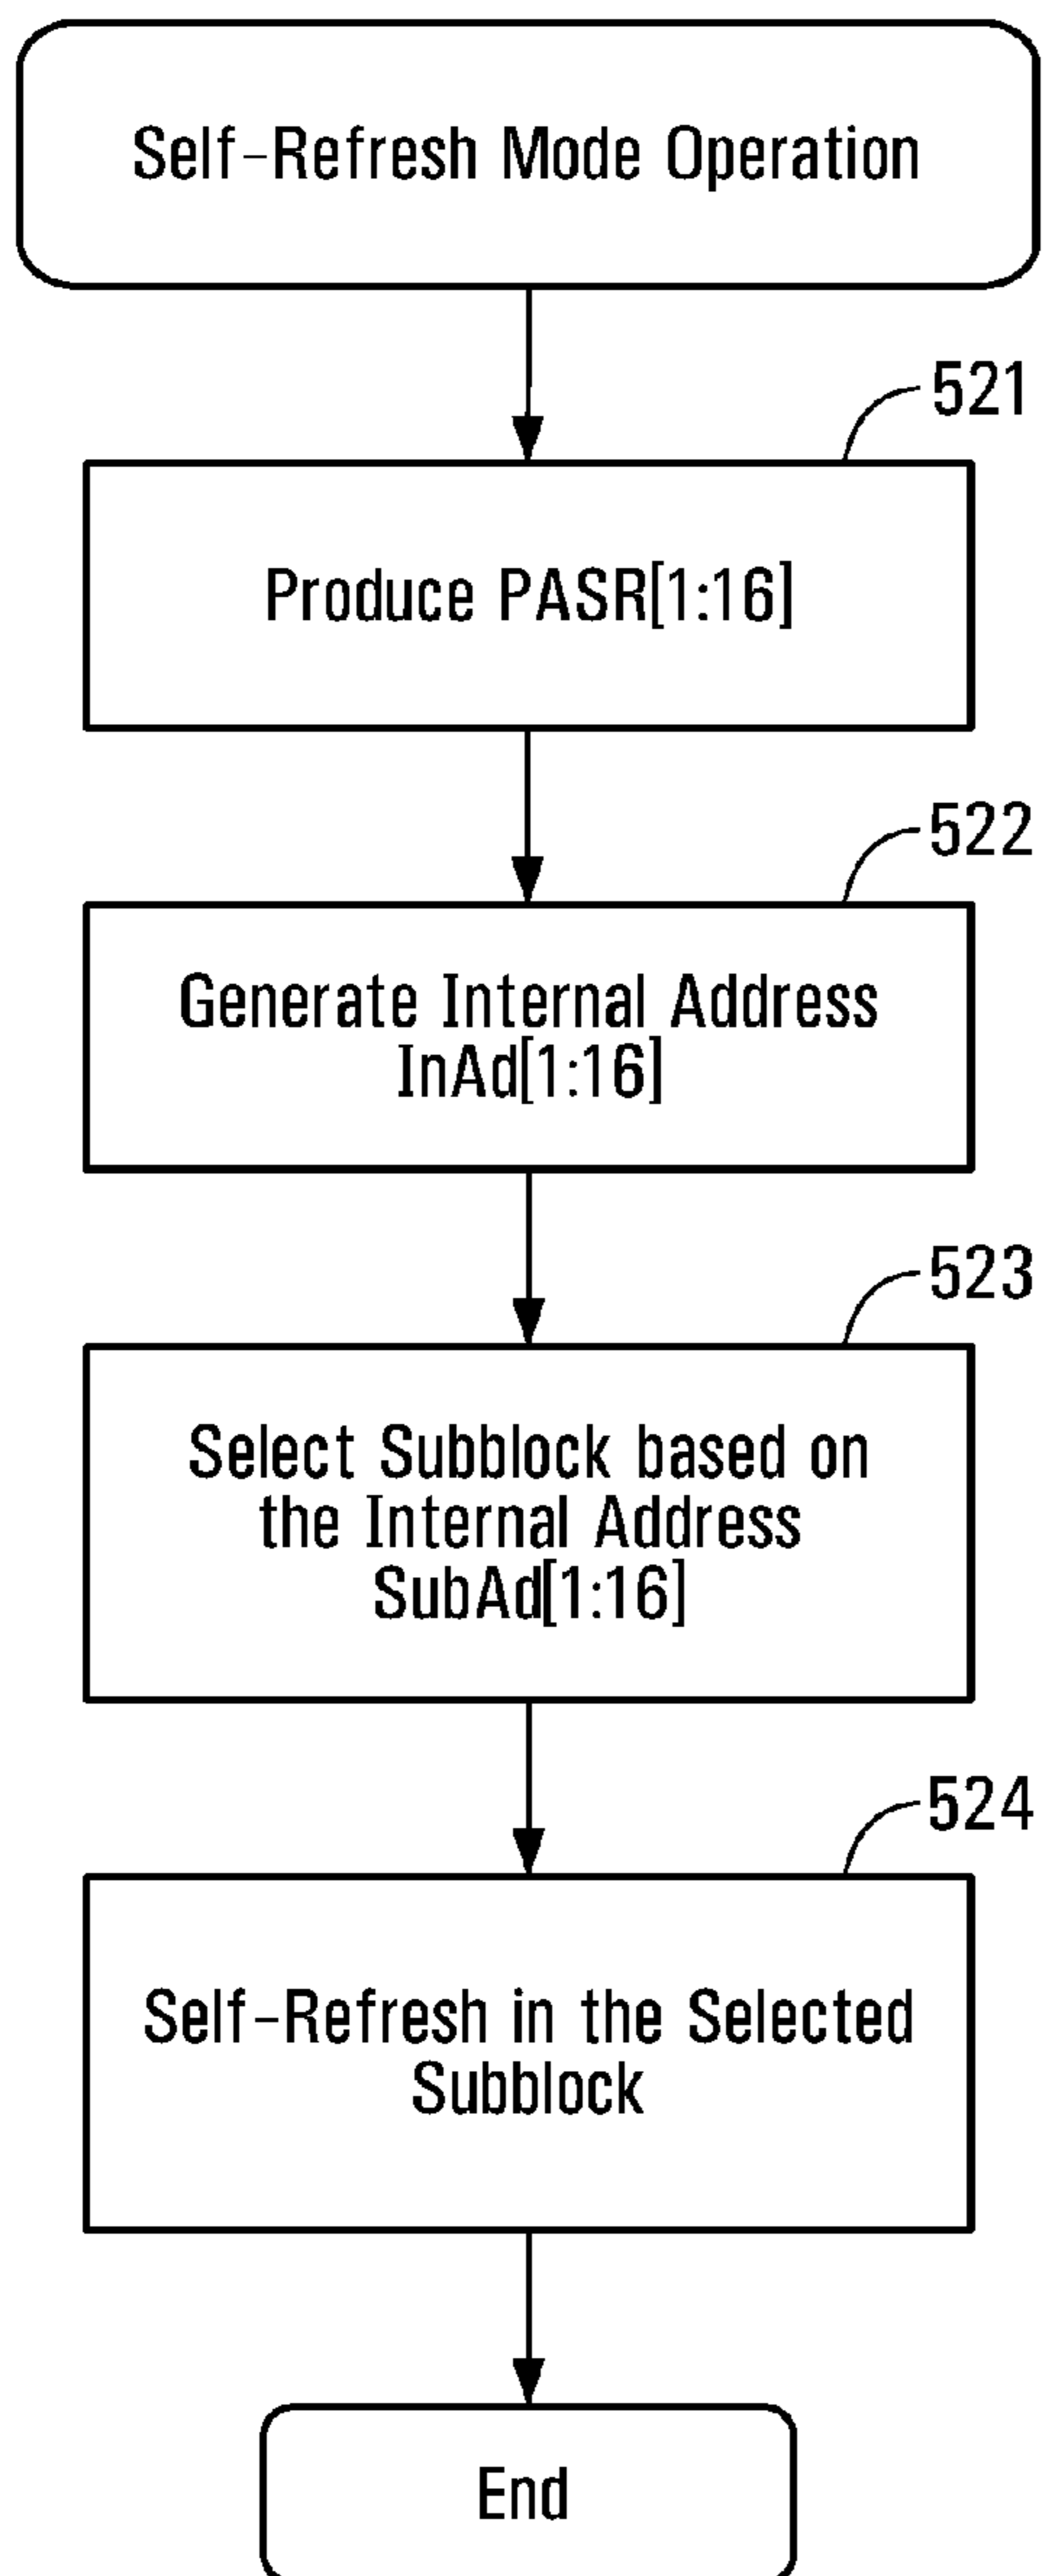 Self-Refresh Mode Operation
521
Produce PASR[1:16]
522
Generate Internal Address
InAd[1:16]
523
Select Subblock based on
the Internal Address
SubAd[1:16]
524
Self-Refresh in the Selected
Subblock
End